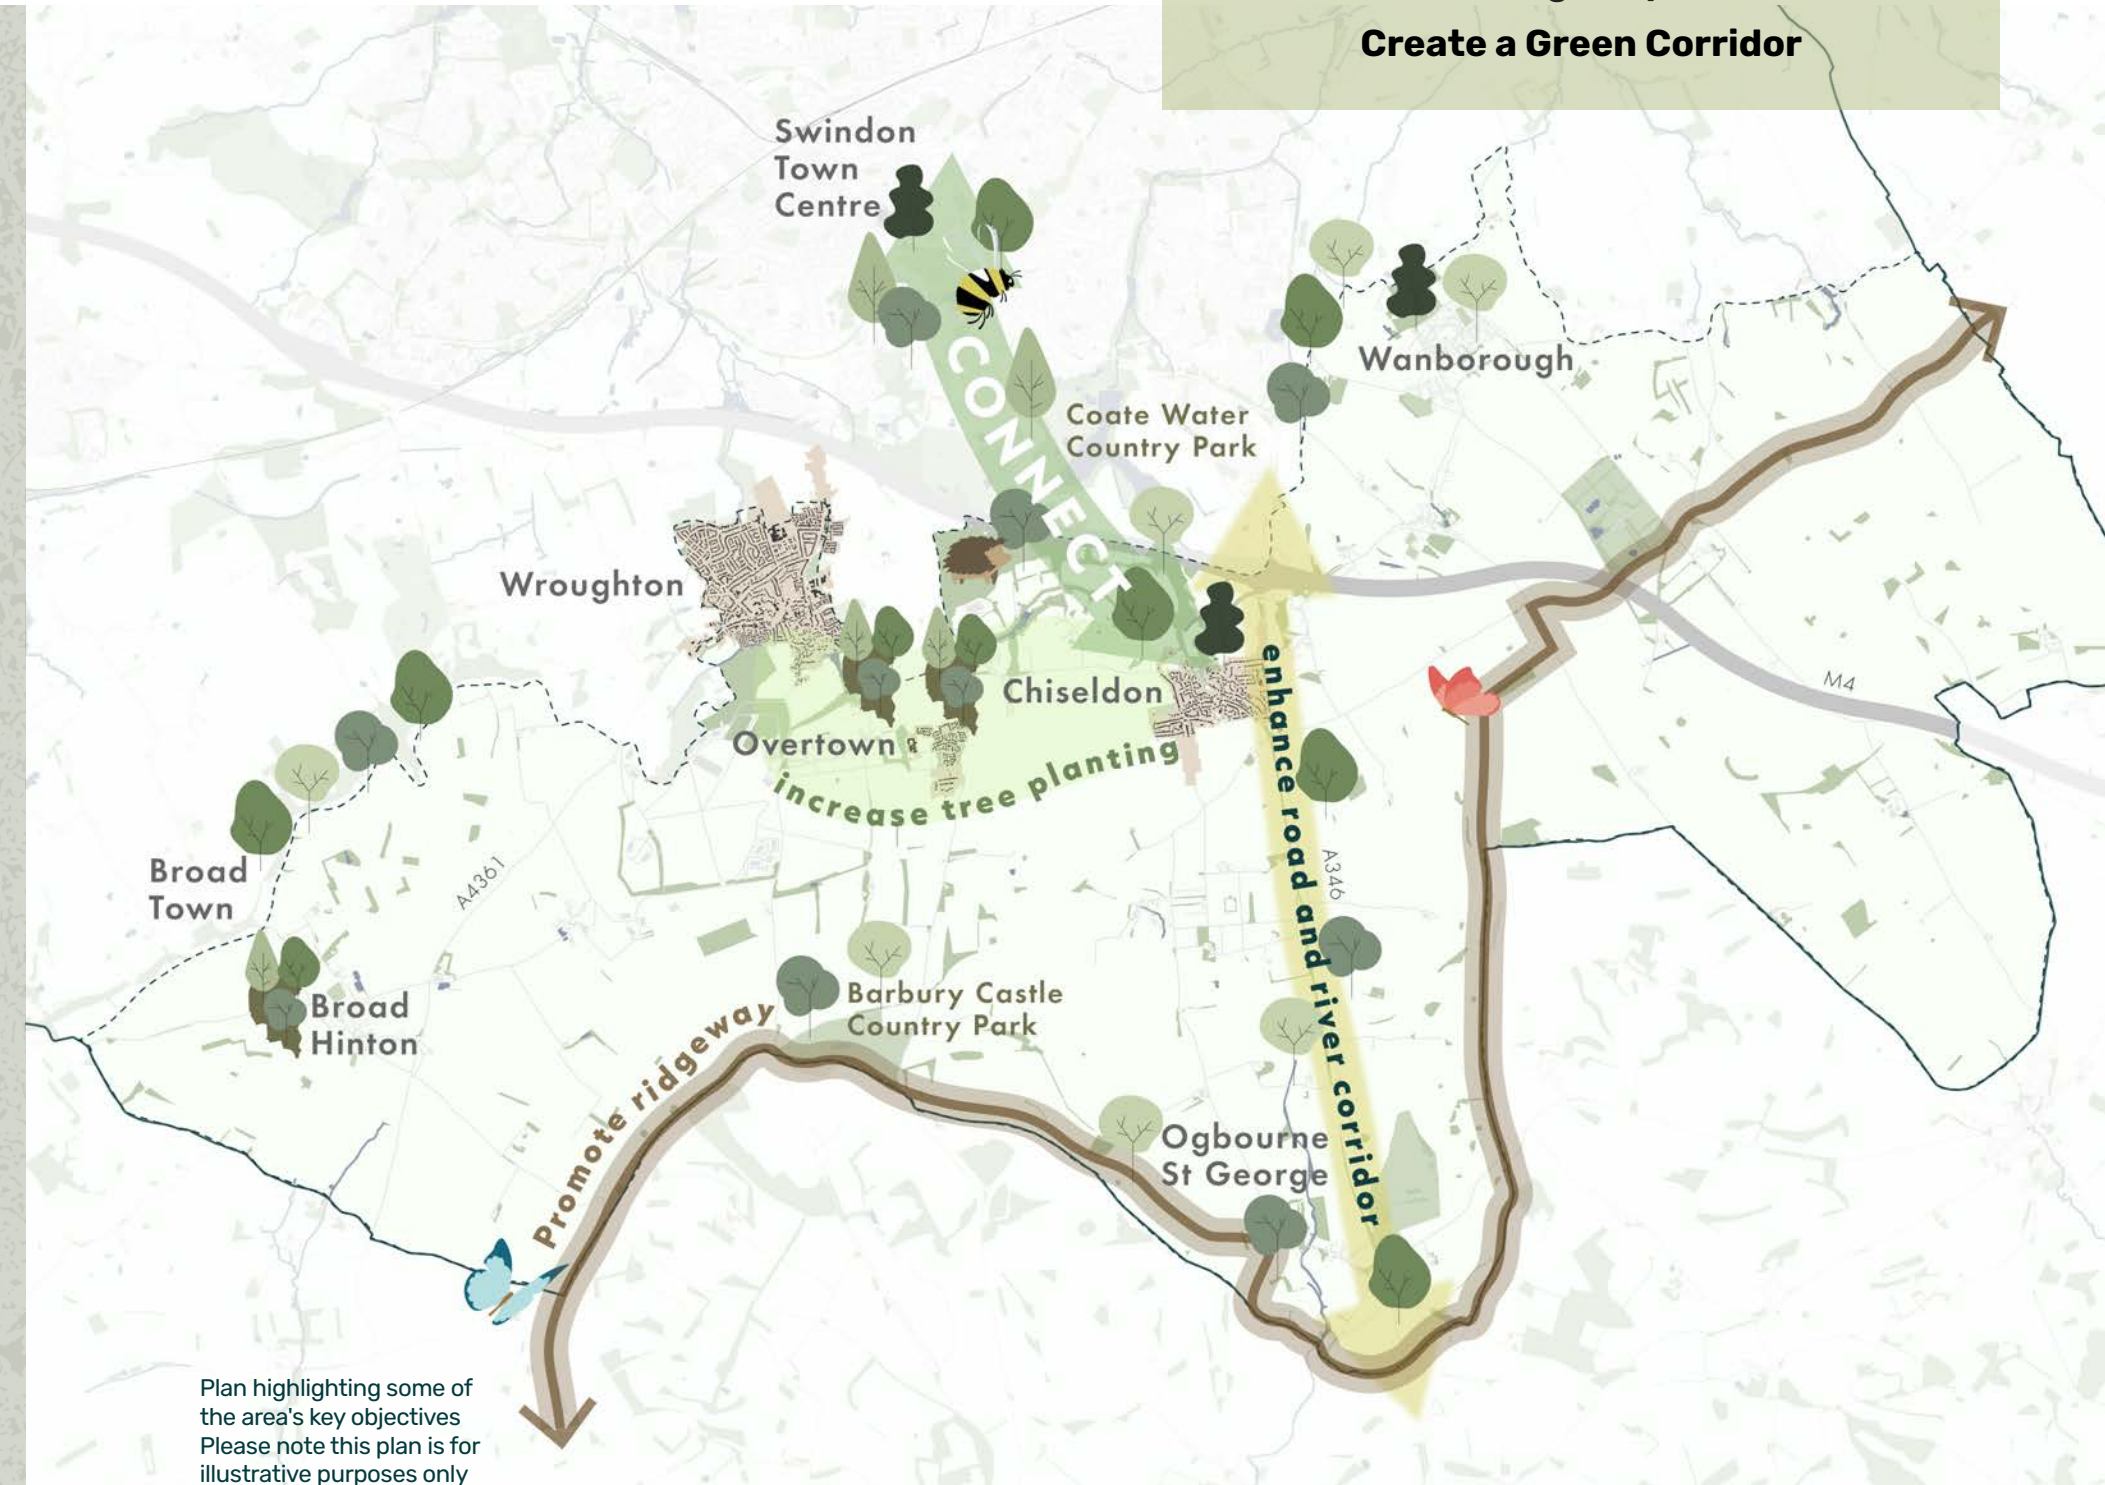 Create a Green Corridor
Swindon
Town
Centre
CONNECT
Wanborough
Coate Water
Country Park
Wroughton
Chiseldon
Overtown
increase tree planting
enhance road and river corridor
M4
A346
A4361
Broad
Town
Broad
Hinton
Barbury Castle
Country Park
Promote ridgeway
Ogbourne
St George
Plan highlighting some of
the area's key objectives
Please note this plan is for
illustrative purposes only